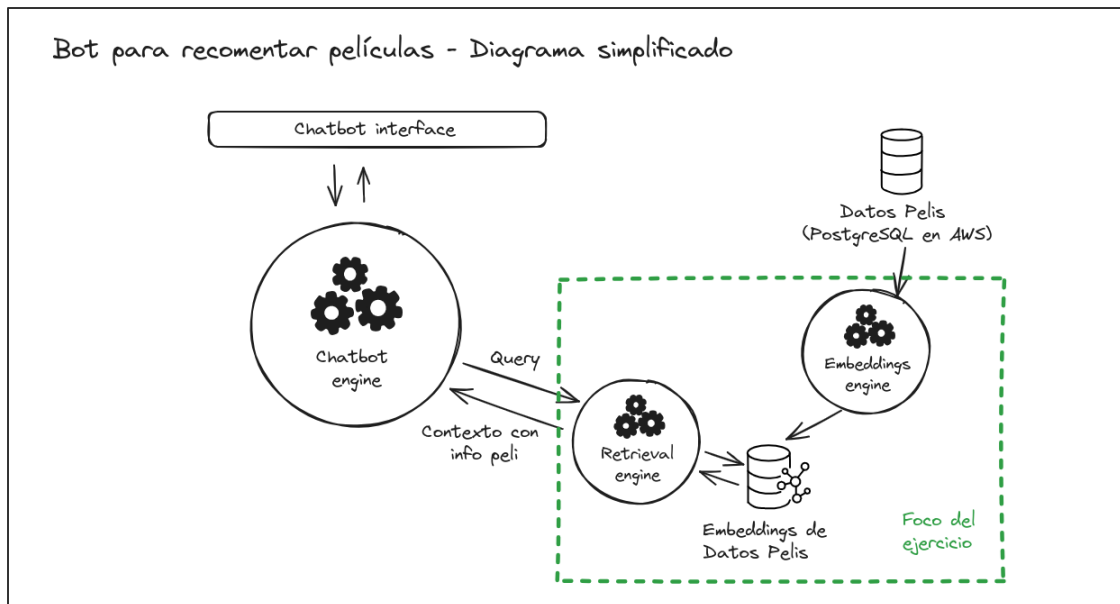 Bot para recomentar películas - Diagrama simplificado
Chatbot interface
Datos Pelis
(PostgreSQL en AWS)
Chatbot
engine
Embeddings
engine
Query
Contexto con
info peli
Retrieval
engine
Embeddings de
Datos Pelis
Foco del
ejercicio